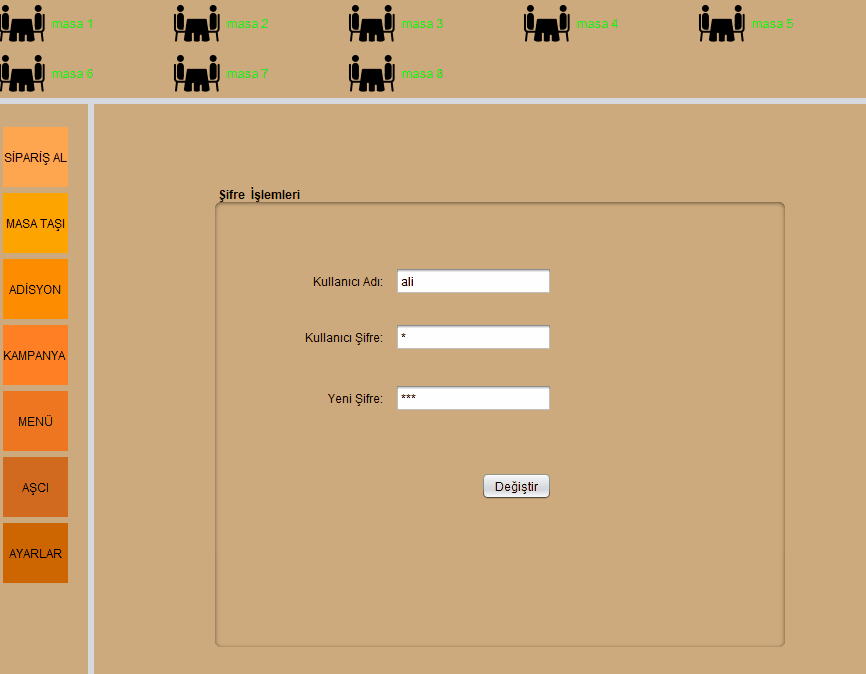 masa 1
masa 2
masa 3
masa 4
masa 5
masa 6
masa 7
masa 8
SİPARİŞ AL
MASA TAŞI
ADİSYON
KAMPANYA
MENÜ
AŞCI
AYARLAR
Şifre İşlemleri
Kullanıcı Adı: ali
Kullanıcı Şifre: *
Yeni Şifre: ***
Değiştir